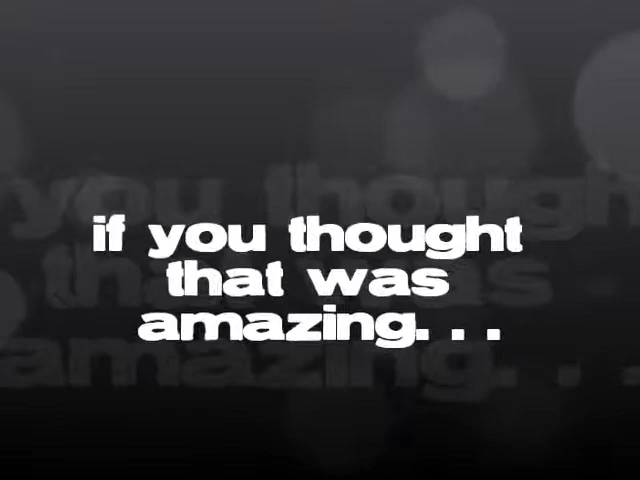 if you thought
that was
amazing. . .